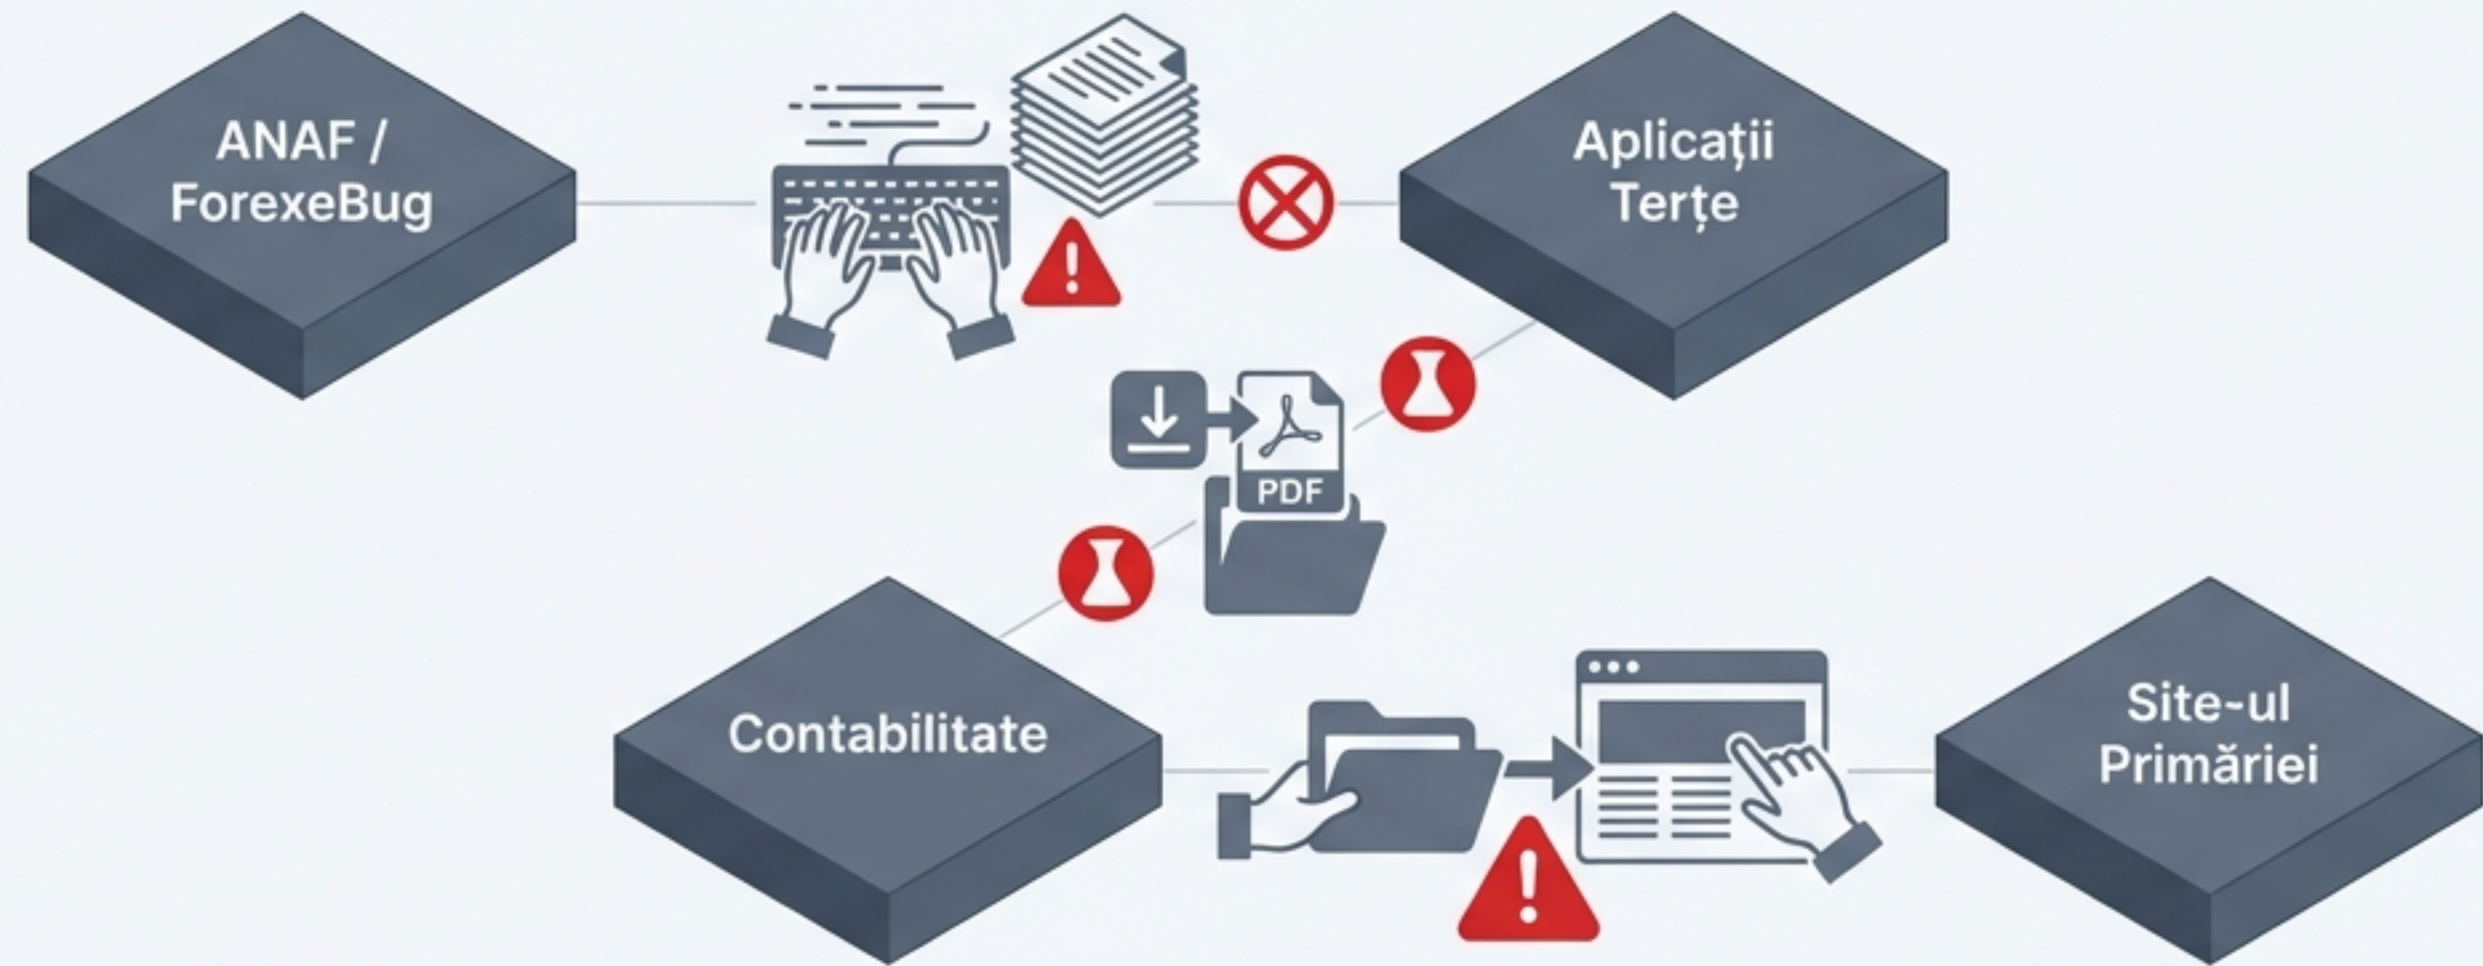 ANAF /
ForexeBug
Aplicații
Terțe
PDF
Contabilitate
Site-ul
Primăriei